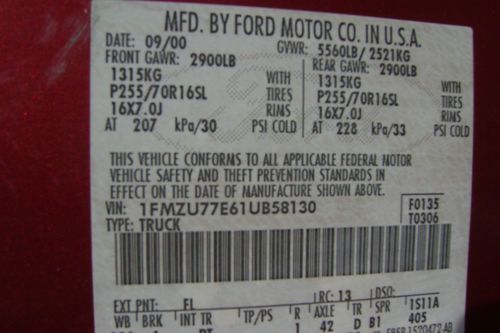 MFD. BY FORD MOTOR CO. IN U.S.A.
DATE: 09/00 GVWR: 5560LB/ 2521KG
FRONT GAWR: 2900LB REAR GAWR: 2900LB
1315KG WITH 1315KG WITH
P255/70R16SL TIRES P255/70R16SL TIRES
16X7.0J RIMS 16X7.0J RIMS
AT 207 kPa/30 PSI COLD AT 228 kPa/33 PSI COLD
THIS VEHICLE CONFORMS TO ALL APPLICABLE FEDERAL MOTOR
VEHICLE SAFETY AND THEFT PREVENTION STANDARDS IN
EFFECT ON THE DATE OF MANUFACTURE SHOWN ABOVE.
VIN: 1FMZU77E61UB58130 F0135
TYPE: TRUCK T0306
EXT PNT: FL RC: 13 DSO:
WB BRK INT TR TP/PS R AXLE TR SPR 1S11A
1 42 D B1 405